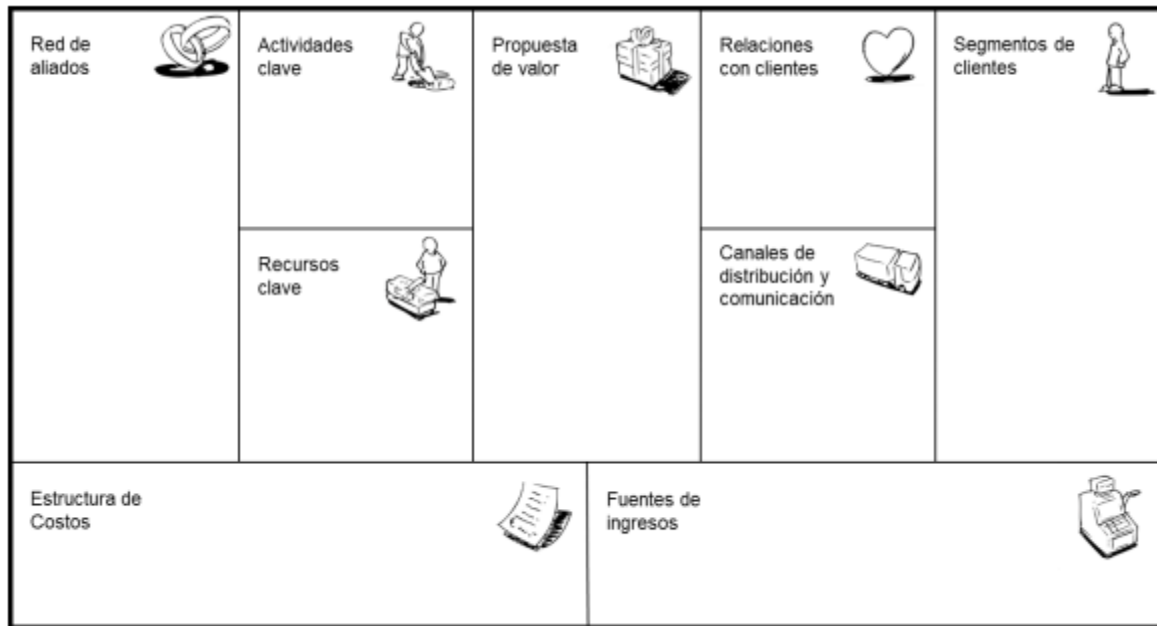 Red de
aliados
Actividades
clave
Propuesta
de valor
Relaciones
con clientes
Segmentos de
clientes
Recursos
clave
Canales de
distribución y
comunicación
Estructura de
Costos
Fuentes de
ingresos